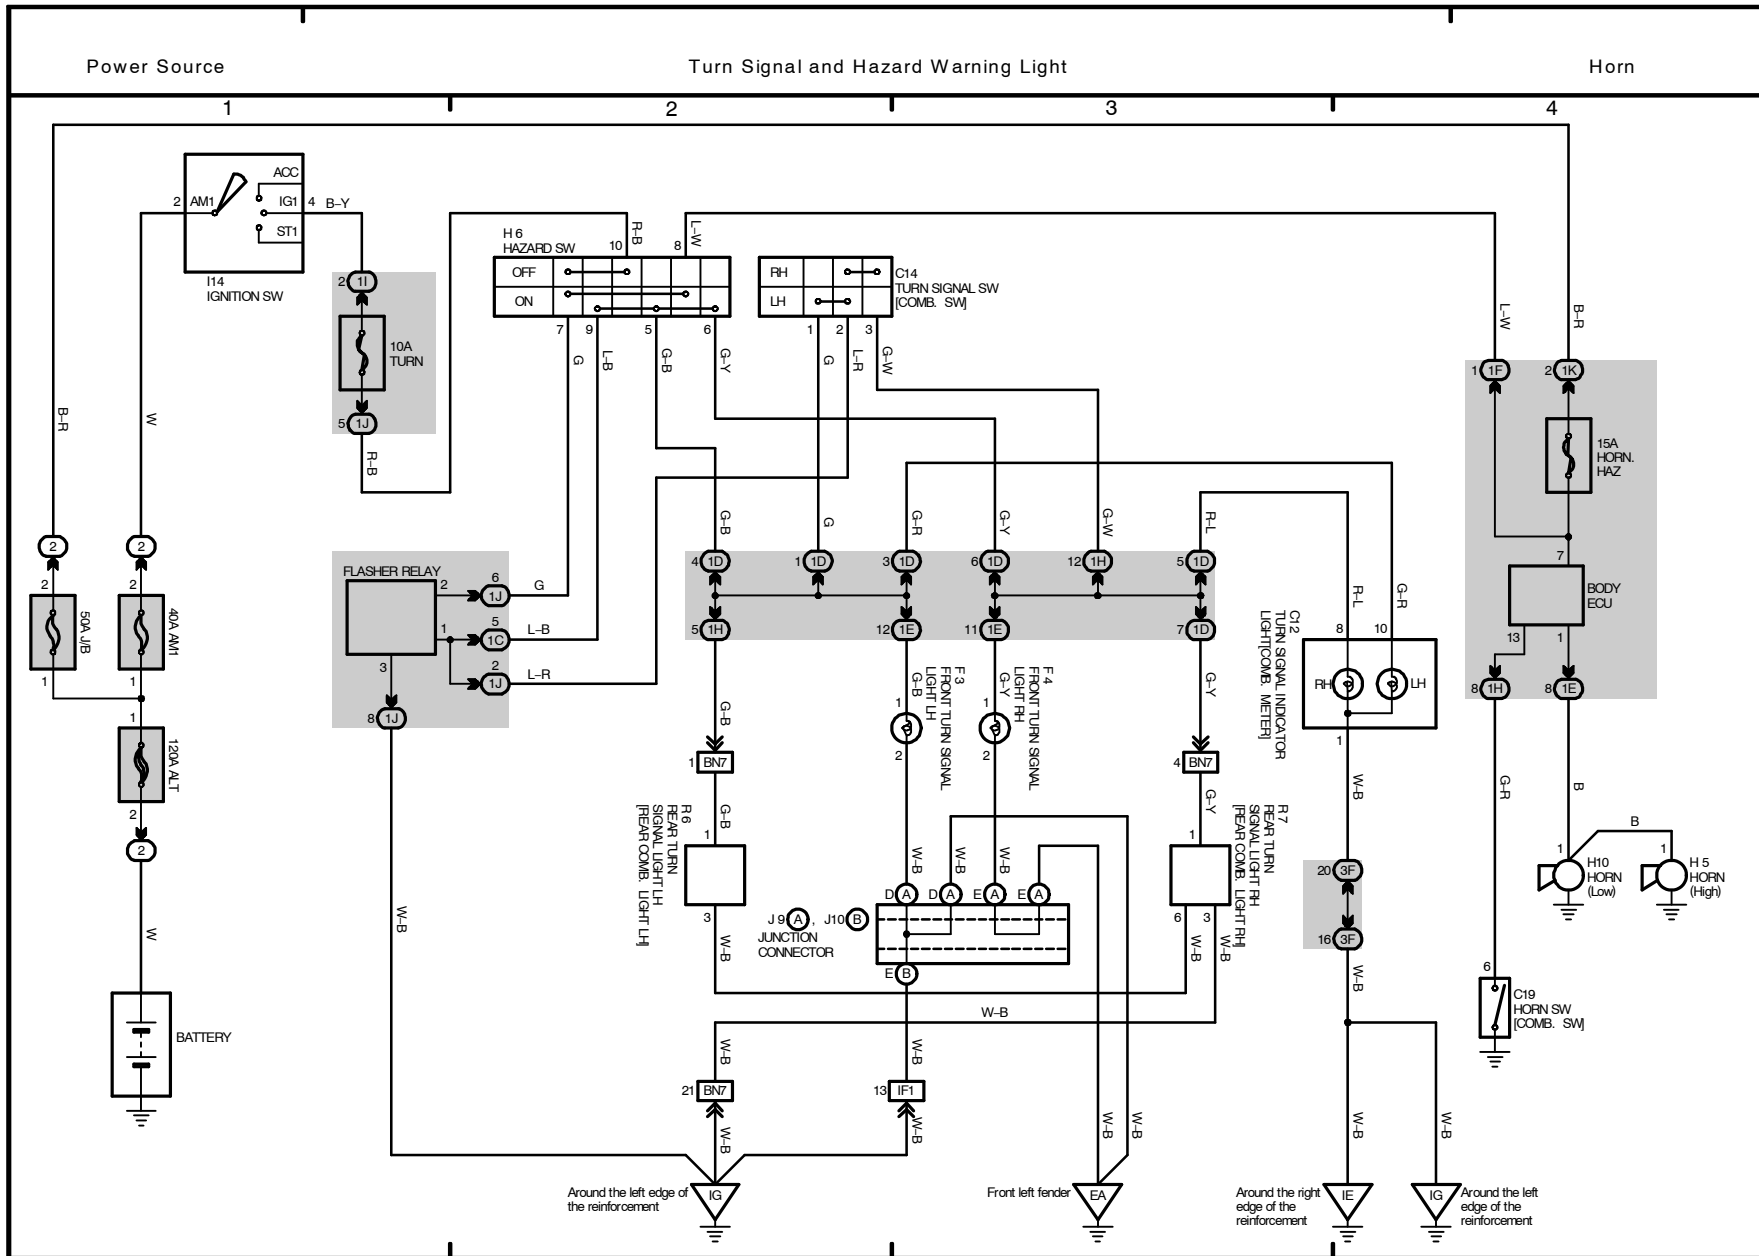 Power Source
Turn Signal and Hazard Warning Light
Horn
1
2
3
4
ACC
2
AM1
IG1
4
B–Y
ST1
I14
IGNITION SW
2
1I
10A
TURN
5
1J
R–B
B–R
W
2
2
2
2
50A J/B
40A AM1
1
1
1
120A ALT
2
2
W
BATTERY
H 6
HAZARD SW
10
R–B
8
L–W
OFF
ON
7
9
5
6
G
L–B
G–B
G–Y
RH
LH
C14
TURN SIGNAL SW
[COMB. SW]
1
2
3
G
L–R
G–W
FLASHER RELAY
2
6
1J
G
1
5
1C
L–B
2
1J
L–R
3
8
1J
W–B
G–B
G
G–R
G–Y
G–W
R–L
4
1D
1
1D
3
1D
6
1D
12
1H
5
1D
5
1H
12
1E
11
1E
7
1D
G–B
G–B
G–Y
G–Y
1
1
F 3
FRONT TURN SIGNAL
LIGHT LH
F 4
FRONT TURN SIGNAL
LIGHT RH
2
2
1
BN7
4
BN7
G–B
G–Y
R 6
REAR TURN
SIGNAL LIGHT LH
[REAR COMB. LIGHT LH]
1
3
W–B
R 7
REAR TURN
SIGNAL LIGHT RH
[REAR COMB. LIGHT RH]
1
6
3
W–B
W–B
W–B
W–B
W–B
D
A
D
A
E
A
E
A
J 9
A
, J10
B
JUNCTION
CONNECTOR
E
B
W–B
W–B
W–B
21
BN7
13
IF1
W–B
W–B
W–B
W–B
Around the left edge of
the reinforcement
IG
Front left fender
EA
C12
TURN SIGNAL INDICATOR
LIGHT[COMB. METER]
R–L
G–R
8
10
RH
LH
1
W–B
20
3F
16
3F
W–B
W–B
W–B
Around the right
edge of the
reinforcement
IE
IG
Around the left
edge of the
reinforcement
L–W
B–R
1
1F
2
1K
15A
HORN.
HAZ
7
BODY
ECU
13
1
8
1H
8
1E
G–R
B
B
1
1
H10
HORN
(Low)
H 5
HORN
(High)
6
C19
HORN SW
[COMB. SW]